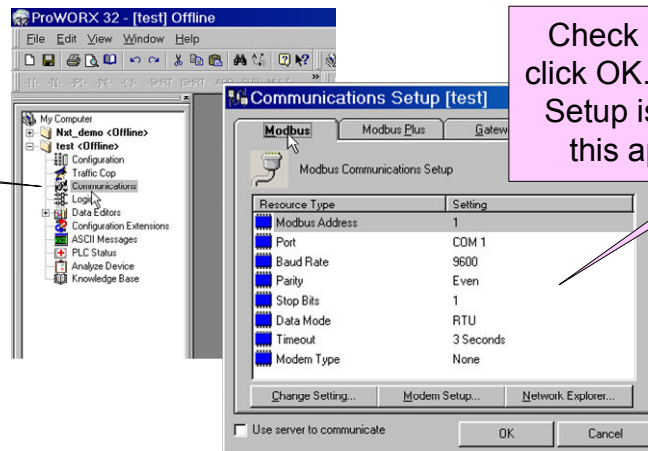 ProWORX 32 - [test] Offline
File Edit View Window Help
My Computer
Nxt_demo <Offline>
test <Offline>
Configuration
Traffic Cop
Communications
Logic
Data Editors
Configuration Extensions
ASCII Messages
PLC Status
Analyze Device
Knowledge Base
Check
click OK.
Setup is
this
Communications Setup [test]
Modbus Modbus Plus
Modbus Communications Setup
Resource Type Setting
Modbus Address 1
Port COM 1
Baud Rate 9600
Parity Even
Stop Bits 1
Data Mode RTU
Timeout 3 Seconds
Modem Type None
Change Setting... Modem Setup... Network Explorer...
Use server to communicate OK Cancel